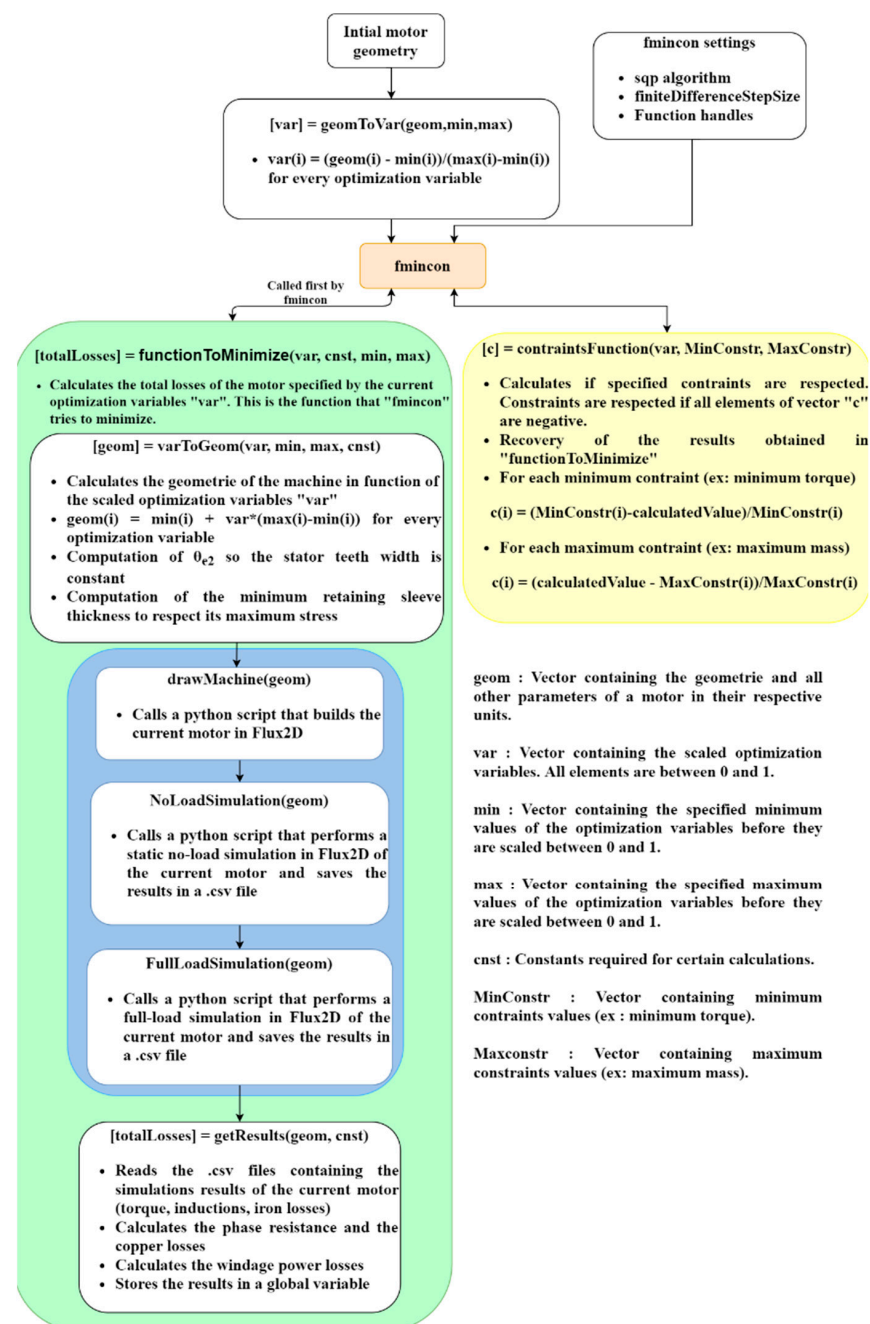 Intial motor
geometry
fmincon settings
• sqp algorithm
• finiteDifferenceStepSize
• Function handles
[var] = geomToVar(geom,min,max)
• var(i) = (geom(i) - min(i))/(max(i)-min(i))
for every optimization variable
fmincon
Called first by
fmincon
[totalLosses] = functionToMinimize(var, cnst, min, max)
• Calculates the total losses of the motor specified by the current
optimization variables "var". This is the function that "fmincon"
tries to minimize.
[geom] = varToGeom(var, min, max, cnst)
• Calculates the geometrie of the machine in function of
the scaled optimization variables "var"
• geom(i) = min(i) + var*(max(i)-min(i)) for every
optimization variable
• Computation of θe2 so the stator teeth width is
constant
• Computation of the minimum retaining sleeve
thickness to respect its maximum stress
drawMachine(geom)
• Calls a python script that builds the
current motor in Flux2D
NoLoadSimulation(geom)
• Calls a python script that performs a
static no-load simulation in Flux2D of
the current motor and saves the
results in a .csv file
FullLoadSimulation(geom)
• Calls a python script that performs a
full-load simulation in Flux2D of the
current motor and saves the results in
a .csv file
[totalLosses] = getResults(geom, cnst)
• Reads the .csv files containing the
simulations results of the current motor
(torque, inductions, iron losses)
• Calculates the phase resistance and the
copper losses
• Calculates the windage power losses
• Stores the results in a global variable
[c] = contraintsFunction(var, MinConstr, MaxConstr)
• Calculates if specified contraints are respected.
Constraints are respected if all elements of vector "c"
are negative.
• Recovery of the results obtained in
"functionToMinimize"
• For each minimum contraint (ex: minimum torque)
c(i) = (MinConstr(i)-calculatedValue)/MinConstr(i)
• For each maximum contraint (ex: maximum mass)
c(i) = (calculatedValue - MaxConstr(i))/MaxConstr(i)
geom : Vector containing the geometrie and all
other parameters of a motor in their respective
units.
var : Vector containing the scaled optimization
variables. All elements are between 0 and 1.
min : Vector containing the specified minimum
values of the optimization variables before they
are scaled between 0 and 1.
max : Vector containing the specified maximum
values of the optimization variables before they
are scaled between 0 and 1.
cnst : Constants required for certain calculations.
MinConstr : Vector containing minimum
contraints values (ex : minimum torque).
Maxconstr : Vector containing maximum
constraints values (ex: maximum mass).